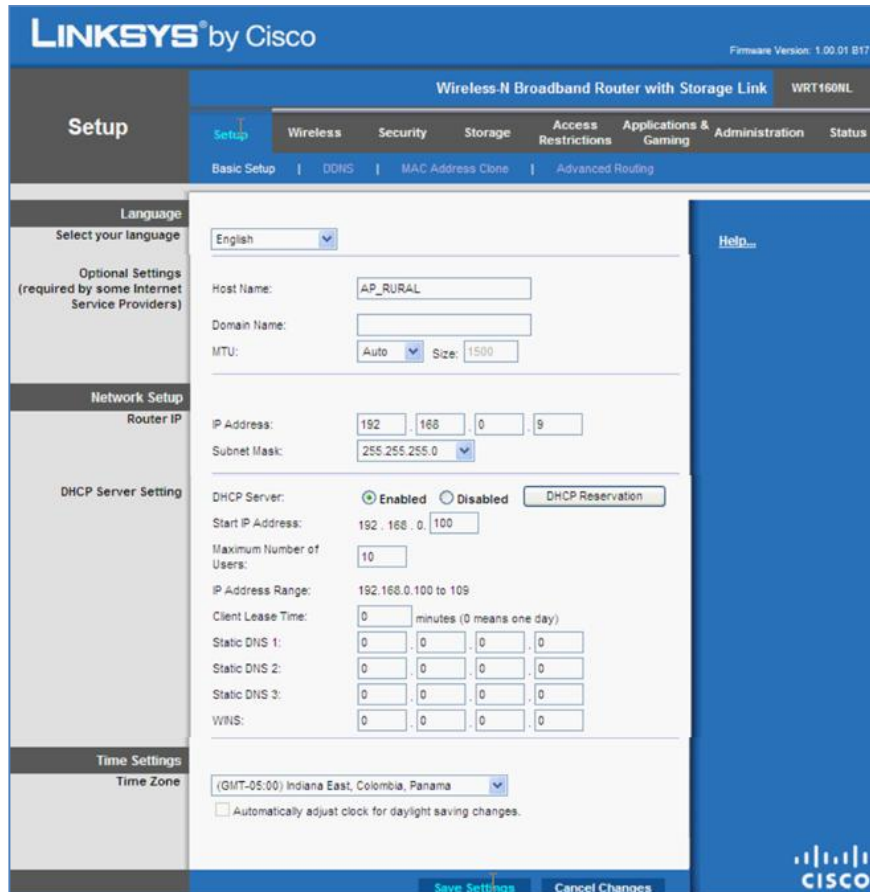 LINKSYS® by Cisco
Firmware Version: 1.00.01 B17
Wireless-N Broadband Router with Storage Link WRT160NL
Setup
Setup Wireless Security Storage Access Restrictions Applications & Gaming Administration Status
Basic Setup | DDNS | MAC Address Clone | Advanced Routing
Language
Select your language English
Help...
Optional Settings
(required by some Internet
Service Providers)
Host Name: AP_RURAL
Domain Name:
MTU: Auto Size: 1500
Network Setup
Router IP
IP Address: 192 . 168 . 0 . 9
Subnet Mask: 255.255.255.0
DHCP Server Setting
DHCP Server: Enabled Disabled DHCP Reservation
Start IP Address: 192 . 168 . 0. 100
Maximum Number of
Users: 10
IP Address Range: 192.168.0.100 to 109
Client Lease Time: 0 minutes (0 means one day)
Static DNS 1: 0 . 0 . 0 . 0
Static DNS 2: 0 . 0 . 0 . 0
Static DNS 3: 0 . 0 . 0 . 0
WINS: 0 . 0 . 0 . 0
Time Settings
Time Zone
(GMT-05:00) Indiana East, Colombia, Panama
Automatically adjust clock for daylight saving changes.
Save Settings Cancel Changes
CISCO